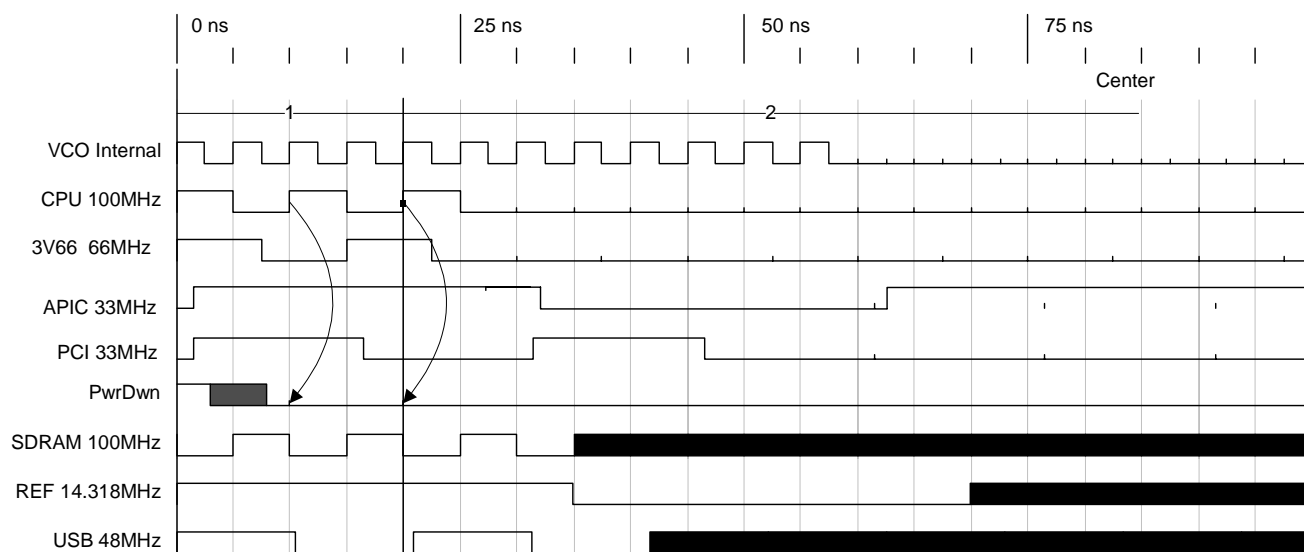 0 ns 25 ns 50 ns 75 ns
Center
1 2
VCO Internal
CPU 100MHz
3V66 66MHz
APIC 33MHz
PCI 33MHz
PwrDwn
SDRAM 100MHz
REF 14.318MHz
USB 48MHz